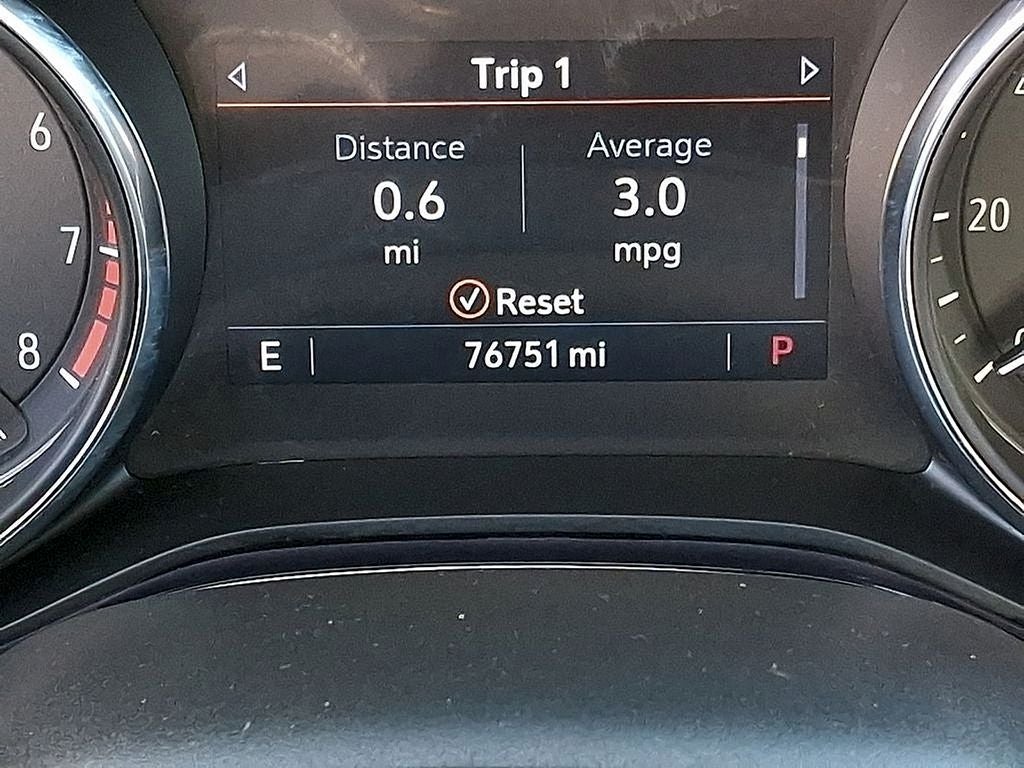 Trip 1
Distance Average
0.6 3.0
mi mpg
Reset
E 76751 mi P
6
7
8
20